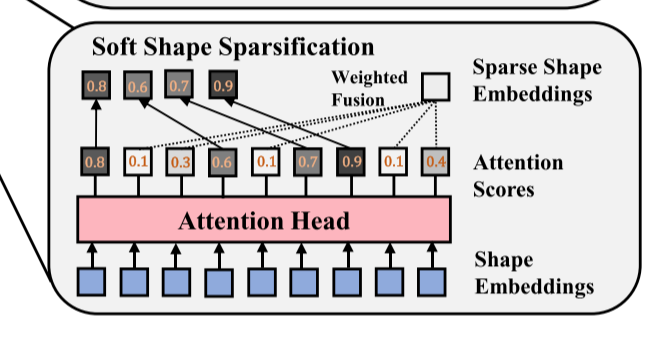 Soft Shape Sparsification
0.8 0.6 0.7 0.9
Weighted
Fusion
Sparse Shape
Embeddings
0.8 0.1 0.3 0.6 0.1 0.7 0.9 0.1 0.4
Attention
Scores
Attention Head
Shape
Embeddings